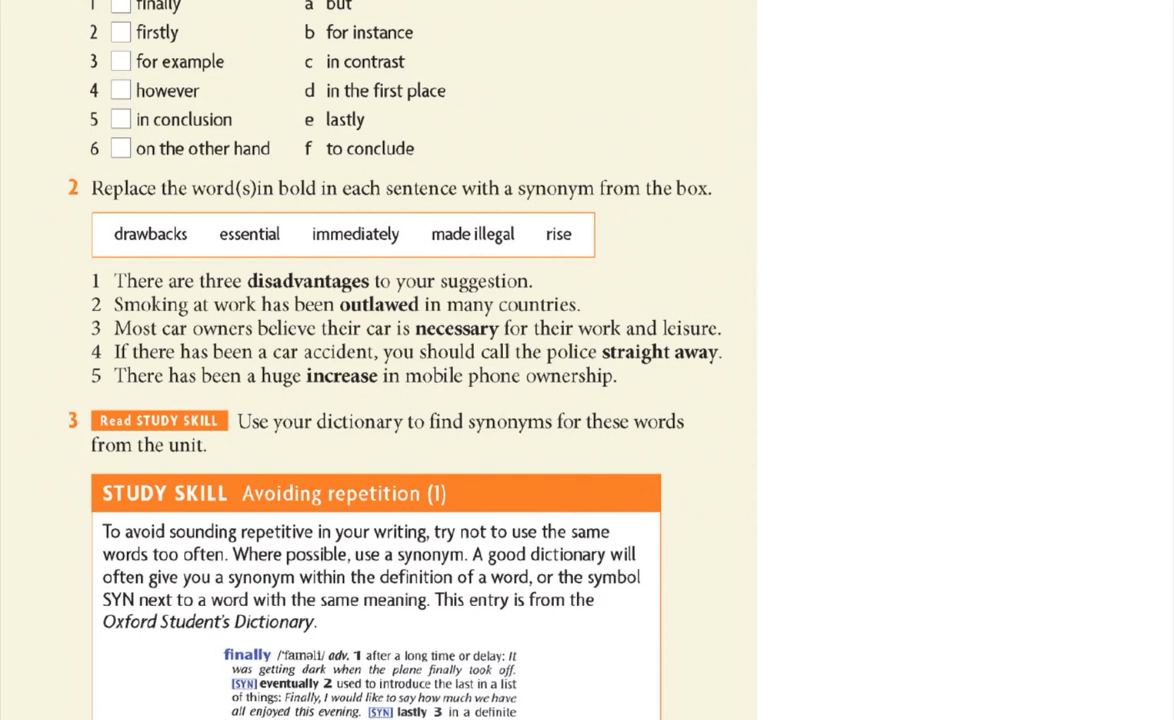 1 finally a but
2 firstly b for instance
3 for example c in contrast
4 however d in the first place
5 in conclusion e lastly
6 on the other hand f to conclude
2 Replace the word(s)in bold in each sentence with a synonym from the box.
drawbacks essential immediately made illegal rise
1 There are three disadvantages to your suggestion.
2 Smoking at work has been outlawed in many countries.
3 Most car owners believe their car is necessary for their work and leisure.
4 If there has been a car accident, you should call the police straight away.
5 There has been a huge increase in mobile phone ownership.
3 Read STUDY SKILL Use your dictionary to find synonyms for these words
from the unit.
STUDY SKILL Avoiding repetition (1)
To avoid sounding repetitive in your writing, try not to use the same
words too often. Where possible, use a synonym. A good dictionary will
often give you a synonym within the definition of a word, or the symbol
SYN next to a word with the same meaning. This entry is from the
Oxford Student's Dictionary.
finally /ˈfaɪnəli/ adv. 1 after a long time or delay: It
was getting dark when the plane finally took off.
[SYN] eventually 2 used to introduce the last in a list
of things: Finally, I would like to say how much we have
all enjoyed this evening. [SYN] lastly 3 in a definite